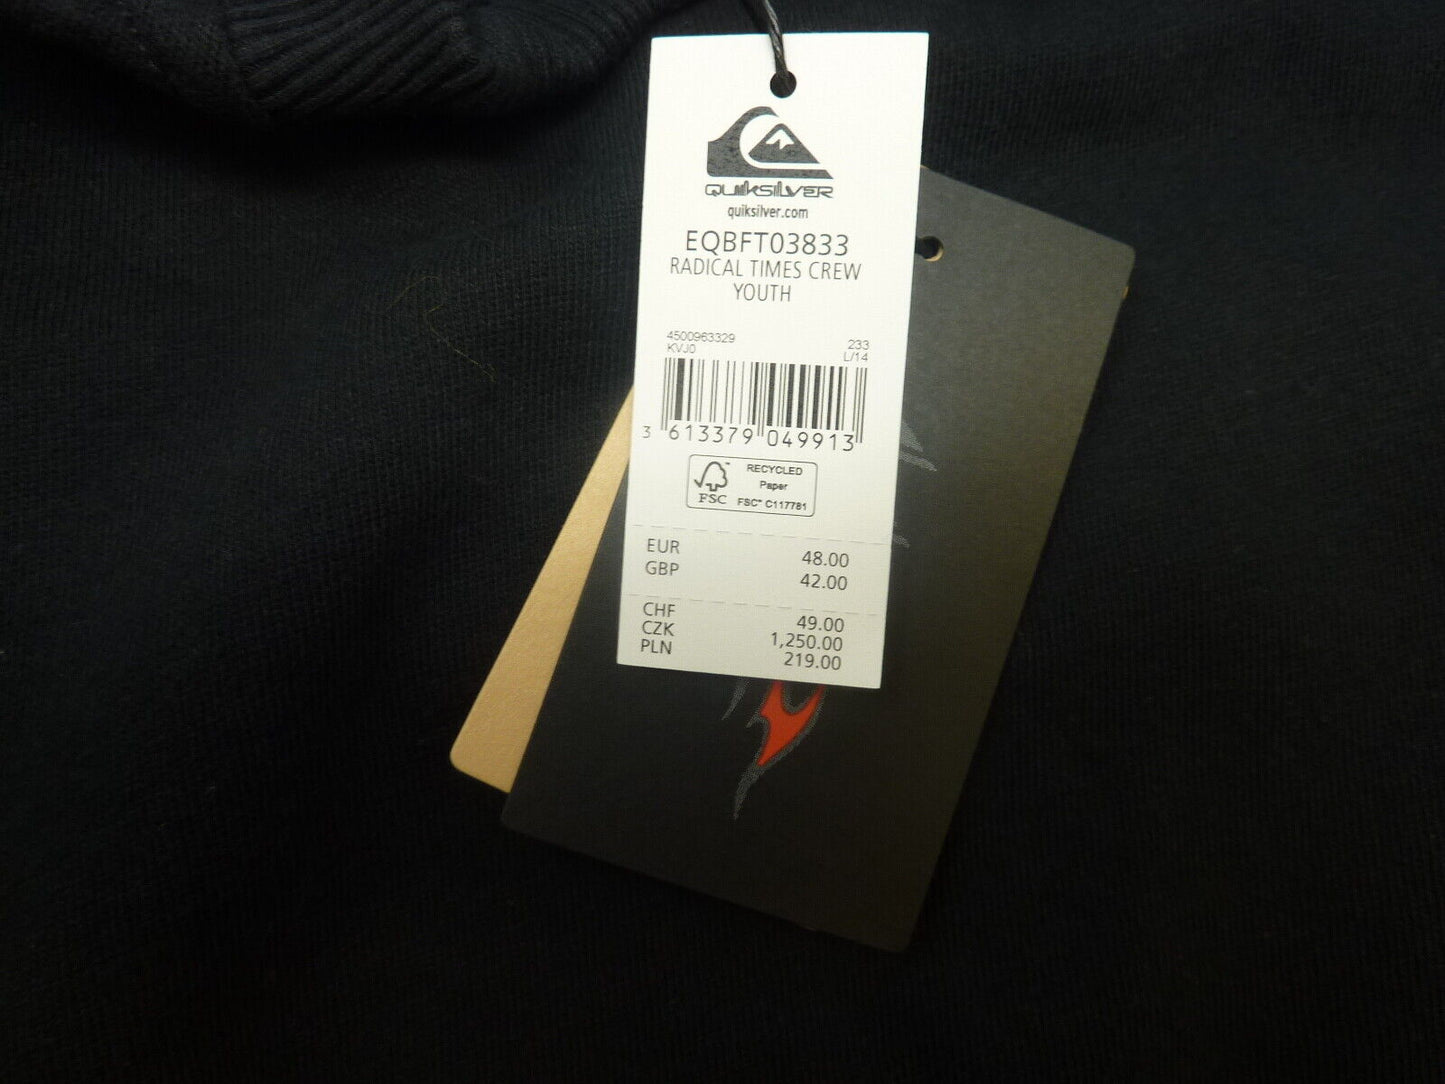 QUIKSILVER
quiksilver.com
EQBFT03833
RADICAL TIMES CREW
YOUTH
4500963329 233
KVJ0 L/14
3 613379 049913
RECYCLED
Paper
FSC™
FSC® C117781
EUR 48.00
GBP 42.00
CHF 49.00
CZK 1,250.00
PLN 219.00